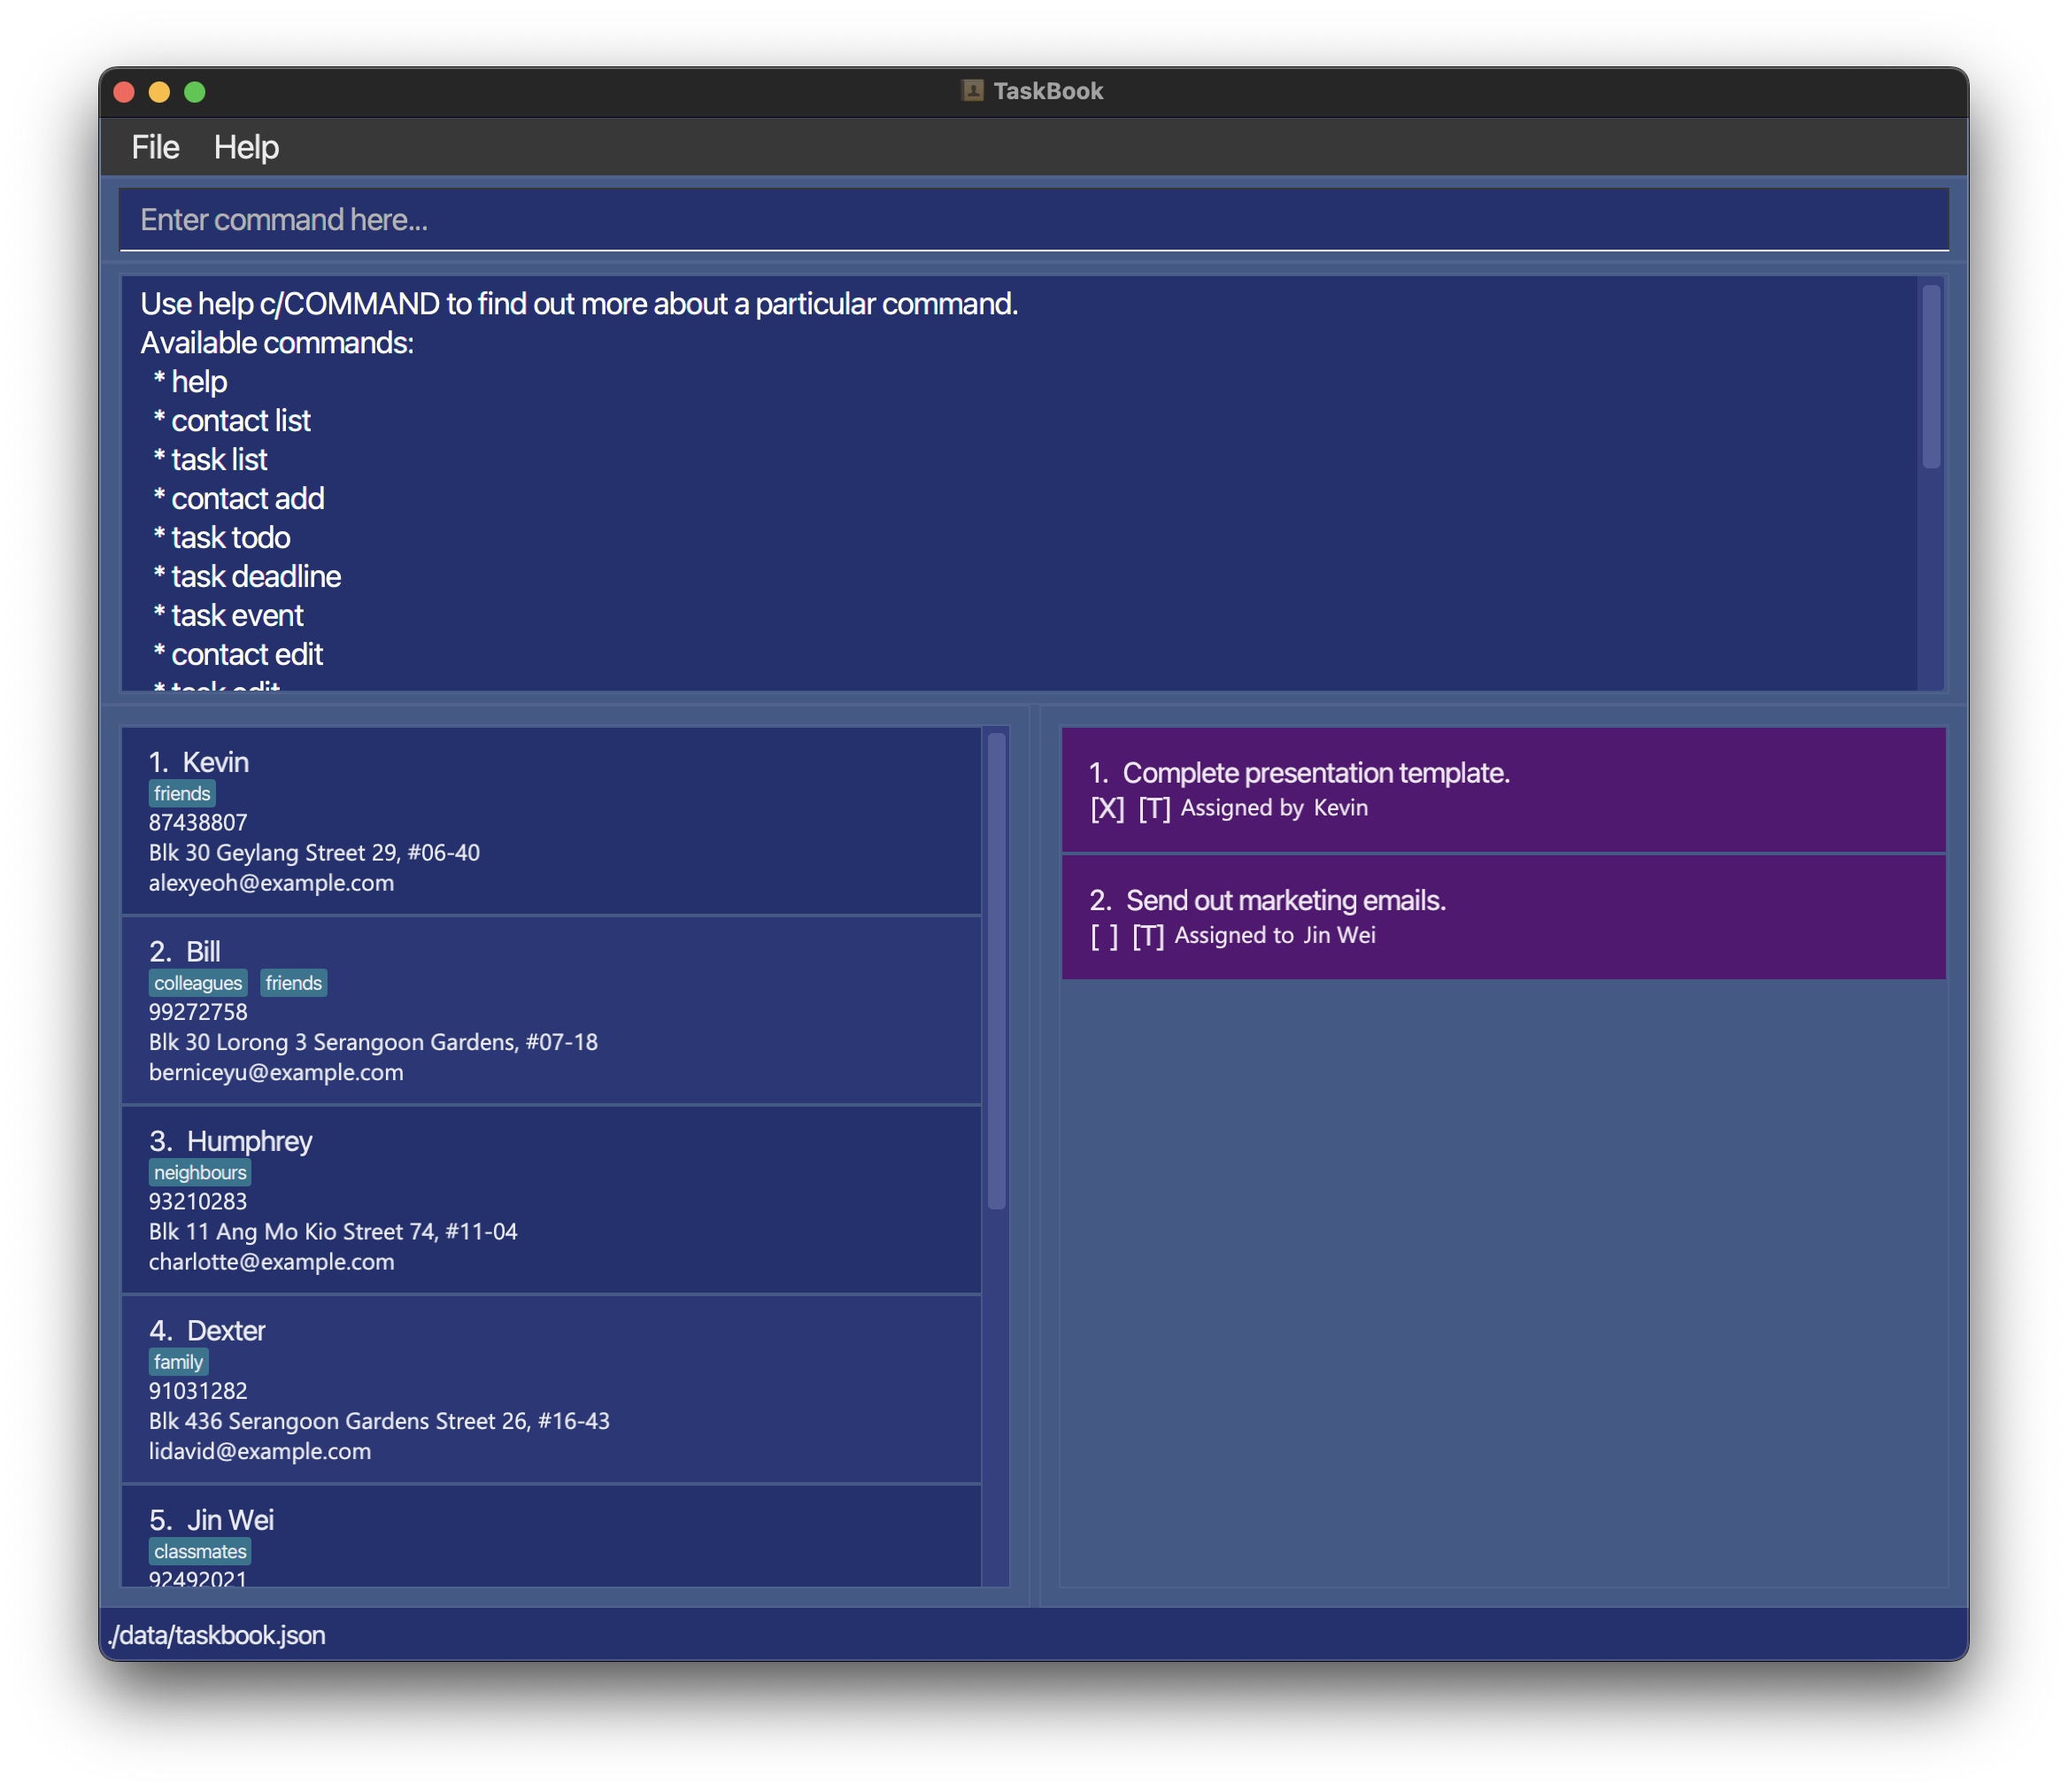 TaskBook
File Help
Enter command here...
Use help c/COMMAND to find out more about a particular command.
Available commands:
* help
* contact list
* task list
* contact add
* task todo
* task deadline
* task event
* contact edit
* task edit
1. Kevin
friends
87438807
Blk 30 Geylang Street 29, #06-40
alexyeoh@example.com
2. Bill
colleagues friends
99272758
Blk 30 Lorong 3 Serangoon Gardens, #07-18
berniceyu@example.com
3. Humphrey
neighbours
93210283
Blk 11 Ang Mo Kio Street 74, #11-04
charlotte@example.com
4. Dexter
family
91031282
Blk 436 Serangoon Gardens Street 26, #16-43
lidavid@example.com
5. Jin Wei
classmates
92492021
1. Complete presentation template.
[X] [T] Assigned by Kevin
2. Send out marketing emails.
[ ] [T] Assigned to Jin Wei
./data/taskbook.json